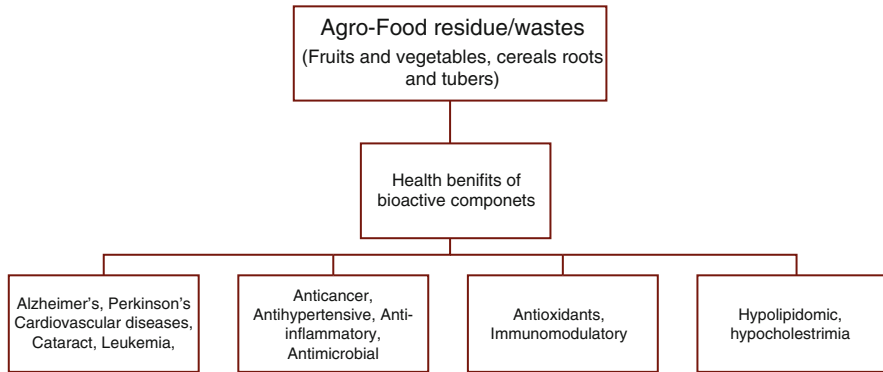 Agro-Food residue/wastes
(Fruits and vegetables, cereals roots
and tubers)
Health benifits of
bioactive componets
Alzheimer's, Perkinson's
Cardiovascular diseases,
Cataract, Leukemia,
Anticancer,
Antihypertensive, Anti-
inflammatory,
Antimicrobial
Antioxidants,
Immunomodulatory
Hypolipidomic,
hypocholestrimia